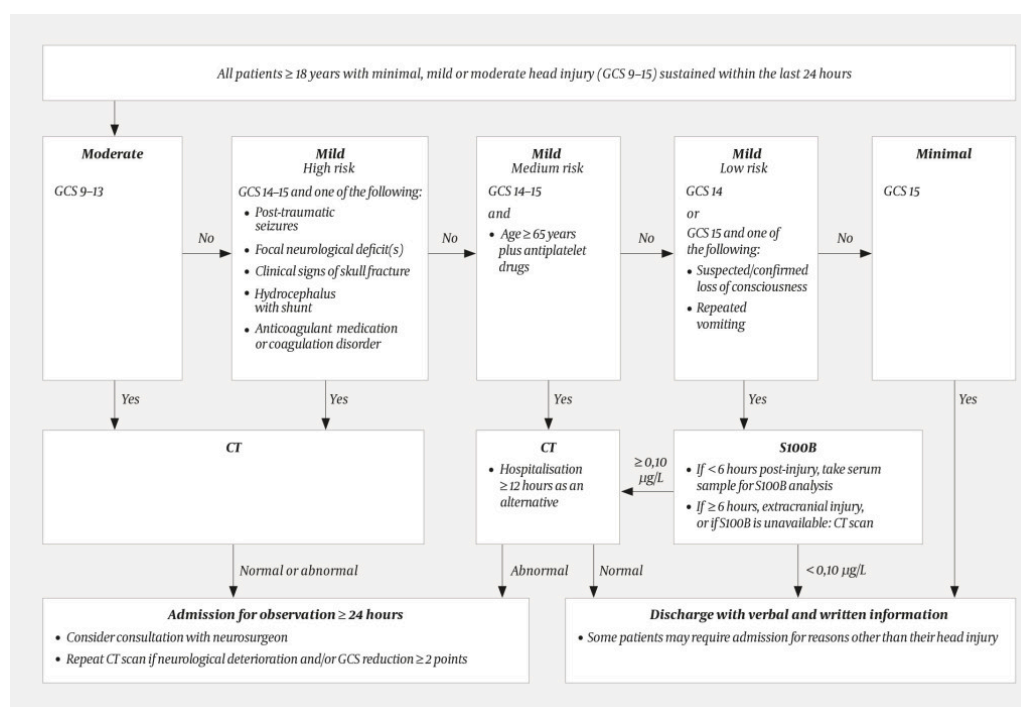 All patients ≥ 18 years with minimal, mild or moderate head injury (GCS 9–15) sustained within the last 24 hours
Moderate
GCS 9–13
No
Mild
High risk
GCS 14–15 and one of the following:
• Post-traumatic
seizures
• Focal neurological deficit(s)
• Clinical signs of skull fracture
• Hydrocephalus
with shunt
• Anticoagulant medication
or coagulation disorder
No
Mild
Medium risk
GCS 14–15
and
• Age ≥ 65 years
plus antiplatelet
drugs
No
Mild
Low risk
GCS 14
or
GCS 15 and one of
the following:
• Suspected/confirmed
loss of consciousness
• Repeated
vomiting
No
Minimal
GCS 15
Yes
Yes
Yes
Yes
Yes
CT
CT
• Hospitalisation
≥ 12 hours as an
alternative
≥ 0,10
µg/L
S100B
• If < 6 hours post-injury, take serum
sample for S100B analysis
• If ≥ 6 hours, extracranial injury,
or if S100B is unavailable: CT scan
Normal or abnormal
Abnormal
Normal
< 0,10 µg/L
Admission for observation ≥ 24 hours
• Consider consultation with neurosurgeon
• Repeat CT scan if neurological deterioration and/or GCS reduction ≥ 2 points
Discharge with verbal and written information
• Some patients may require admission for reasons other than their head injury